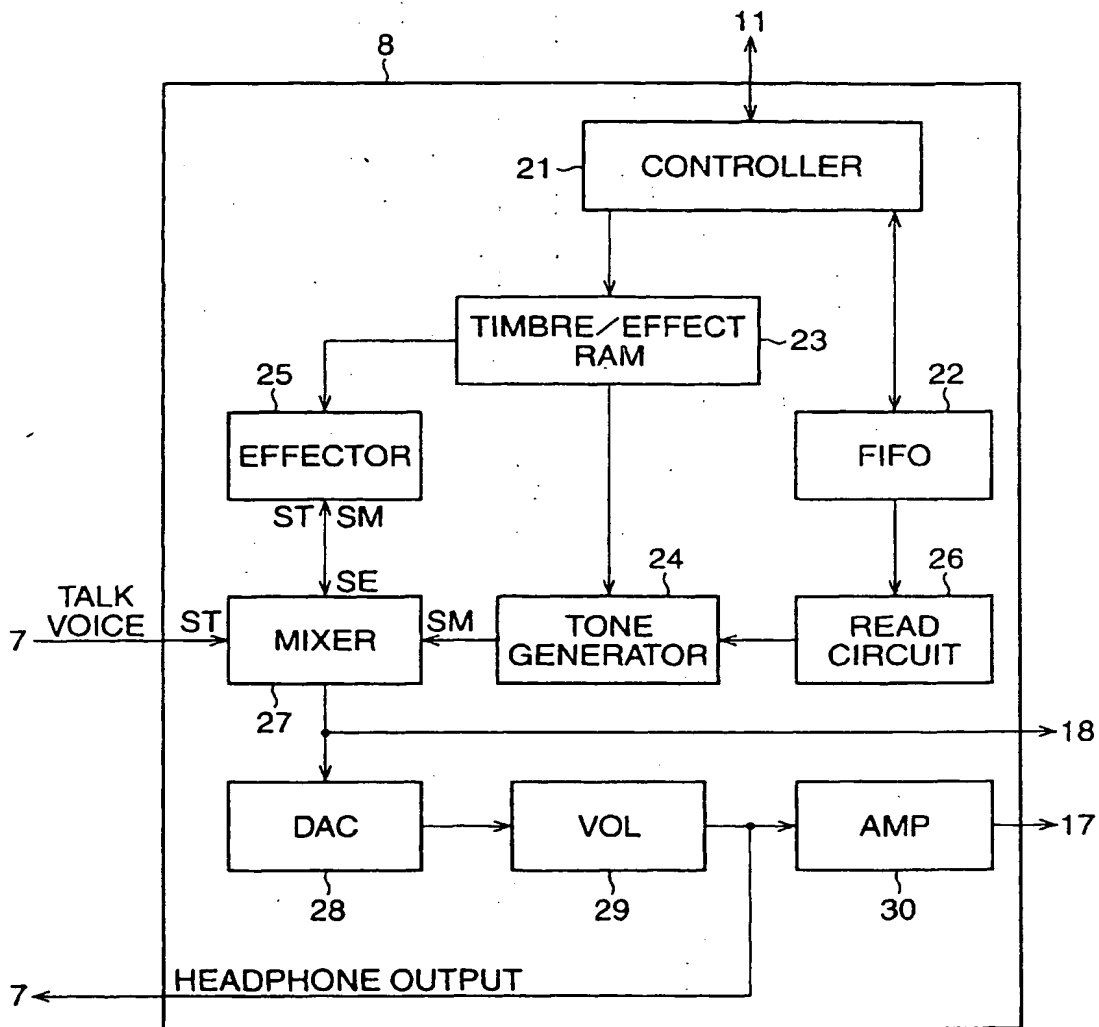 11
8
21
CONTROLLER
TIMBRE/EFFECT
RAM
23
25
22
EFFECTOR
FIFO
ST
SM
24
26
SE
TALK
VOICE
7
ST
MIXER
SM
TONE
GENERATOR
READ
CIRCUIT
27
18
DAC
VOL
AMP
17
28
29
30
HEADPHONE OUTPUT
7